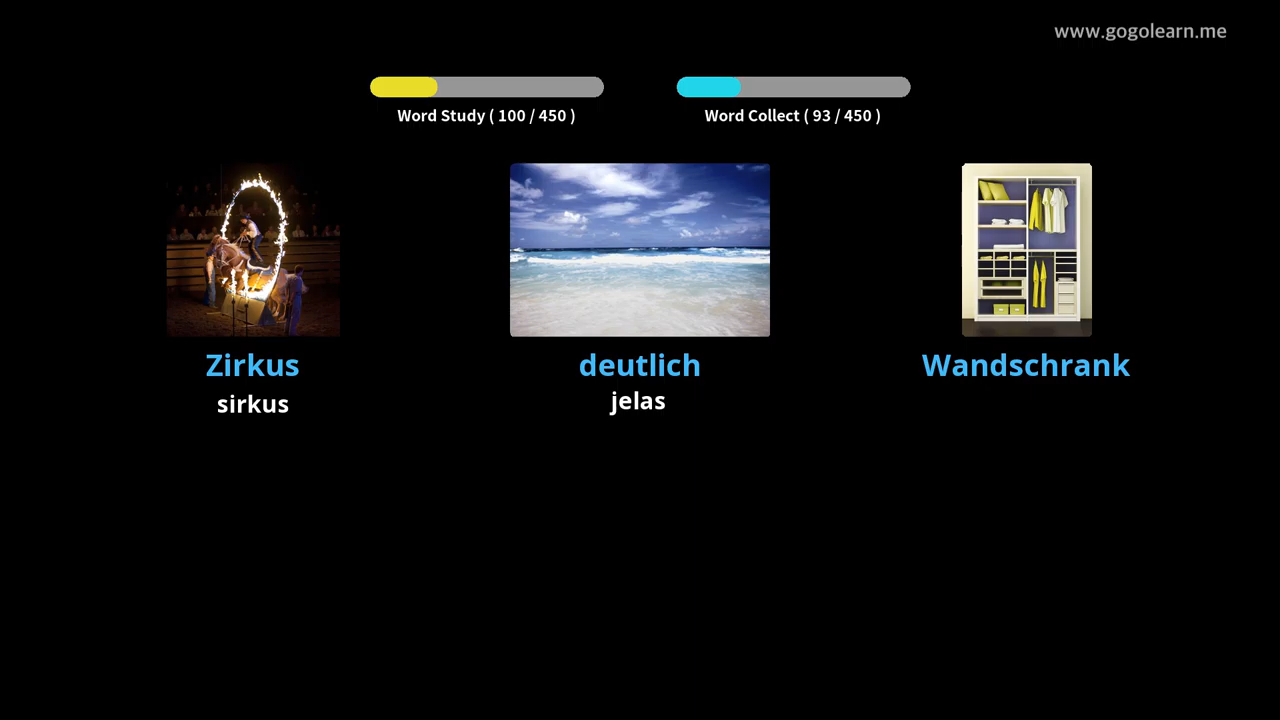 www.gogolearn.me
Word Study ( 100 / 450 )
Word Collect ( 93 / 450 )
Zirkus
deutlich
Wandschrank
sirkus
jelas